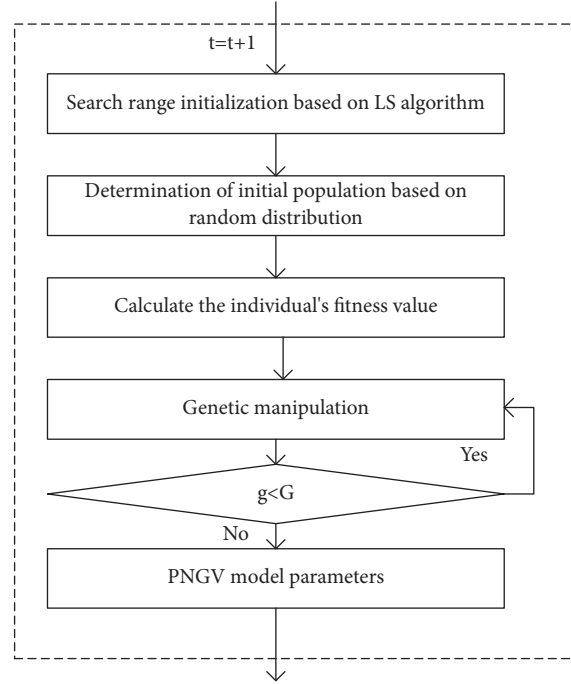 t=t+1
Search range initialization based on LS algorithm
Determination of initial population based on
random distribution
Calculate the individual's fitness value
Genetic manipulation
Yes
g<G
No
PNGV model parameters